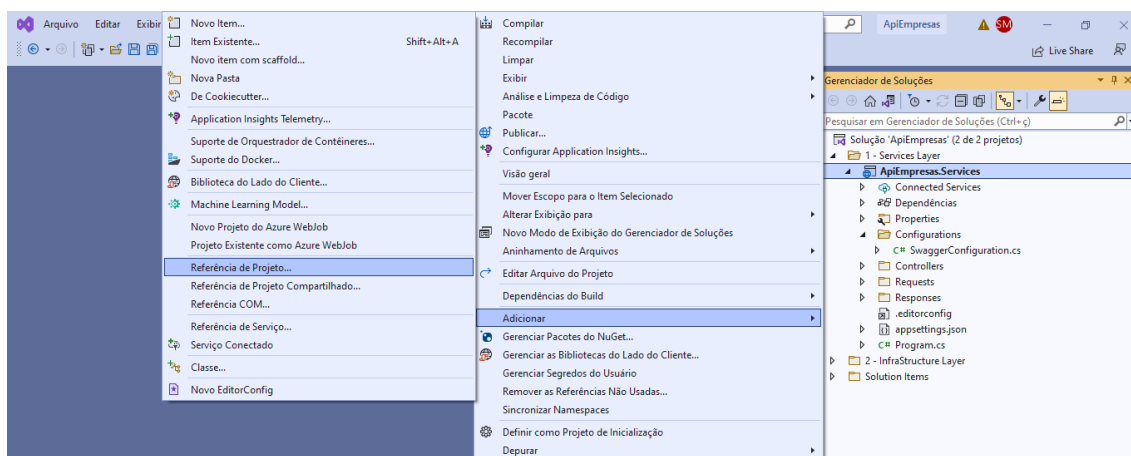 Arquivo Editar Exibir
ApiEmpresas
SM
Live Share
Novo Item...
Item Existente... Shift+Alt+A
Novo item com scaffold...
Nova Pasta
De Cookiecutter...
Application Insights Telemetry...
Suporte de Orquestrador de Contêineres...
Suporte do Docker...
Biblioteca do Lado do Cliente...
Machine Learning Model...
Novo Projeto do Azure WebJob
Projeto Existente como Azure WebJob
Referência de Projeto...
Referência de Projeto Compartilhado...
Referência COM...
Referência de Serviço...
Serviço Conectado
Classe...
Novo EditorConfig
Compilar
Recompilar
Limpar
Exibir
Análise e Limpeza de Código
Pacote
Publicar...
Configurar Application Insights...
Visão geral
Mover Escopo para o Item Selecionado
Alterar Exibição para
Novo Modo de Exibição do Gerenciador de Soluções
Aninhamento de Arquivos
Editar Arquivo do Projeto
Dependências do Build
Adicionar
Gerenciar Pacotes do NuGet...
Gerenciar as Bibliotecas do Lado do Cliente...
Gerenciar Segredos do Usuário
Remover as Referências Não Usadas...
Sincronizar Namespaces
Definir como Projeto de Inicialização
Depurar
Gerenciador de Soluções
Pesquisar em Gerenciador de Soluções (Ctrl+ç)
Solução 'ApiEmpresas' (2 de 2 projetos)
1 - Services Layer
ApiEmpresas.Services
Connected Services
Dependências
Properties
Configurations
C# SwaggerConfiguration.cs
Controllers
Requests
Responses
.editorconfig
appsettings.json
C# Program.cs
2 - InfraStructure Layer
Solution Items